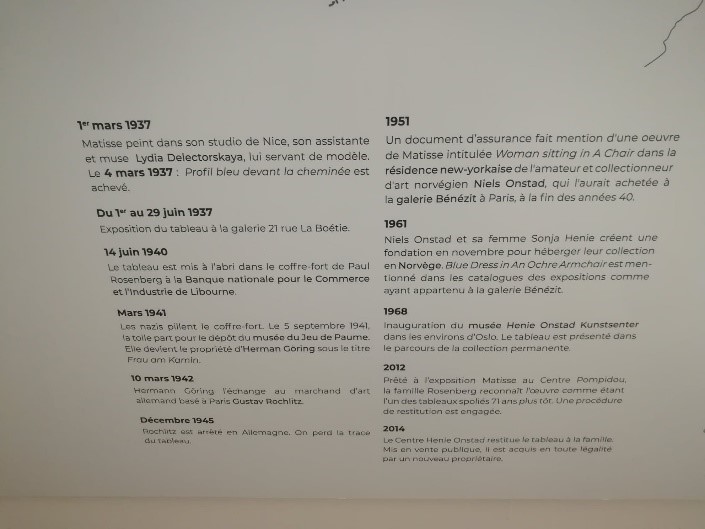 1er mars 1937
Matisse peint dans son studio de Nice, son assistante
et muse Lydia Delectorskaya, lui servant de modèle.
Le 4 mars 1937 : Profil bleu devant la cheminée est
achevé.
Du 1er au 29 juin 1937
Exposition du tableau à la galerie 21 rue La Boétie.
14 juin 1940
Le tableau est mis à l'abri dans le coffre-fort de Paul
Rosenberg à la Banque nationale pour le Commerce
et l'Industrie de Libourne.
Mars 1941
Les nazis pillent le coffre-fort. Le 5 septembre 1941,
la toile part pour le dépôt du musée du Jeu de Paume.
Elle devient le propriété d'Herman Göring sous le titre
Frau am Kamin.
10 mars 1942
Hermann Göring l'échange au marchand d'art
allemand basé à Paris Gustav Rochlitz.
Décembre 1945
Rochlitz est arrêté en Allemagne. On perd la trace
du tableau.
1951
Un document d'assurance fait mention d'une oeuvre
de Matisse intitulée Woman sitting in A Chair dans la
résidence new-yorkaise de l'amateur et collectionneur
d'art norvégien Niels Onstad, qui l'aurait achetée à
la galerie Bénézit à Paris, à la fin des années 40.
1961
Niels Onstad et sa femme Sonja Henie créent une
fondation en novembre pour héberger leur collection
en Norvège. Blue Dress in An Ochre Armchair est men-
tionné dans les catalogues des expositions comme
ayant appartenu à la galerie Bénézit.
1968
Inauguration du musée Henie Onstad Kunstsenter
dans les environs d'Oslo. Le tableau est présenté dans
le parcours de la collection permanente.
2012
Prêté à l'exposition Matisse au Centre Pompidou,
la famille Rosenberg reconnaît l'œuvre comme étant
l'un des tableaux spoliés 71 ans plus tôt. Une procédure
de restitution est engagée.
2014
Le Centre Henie Onstad restitue le tableau à la famille.
Mis en vente publique, il est acquis en toute légalité
par un nouveau propriétaire.